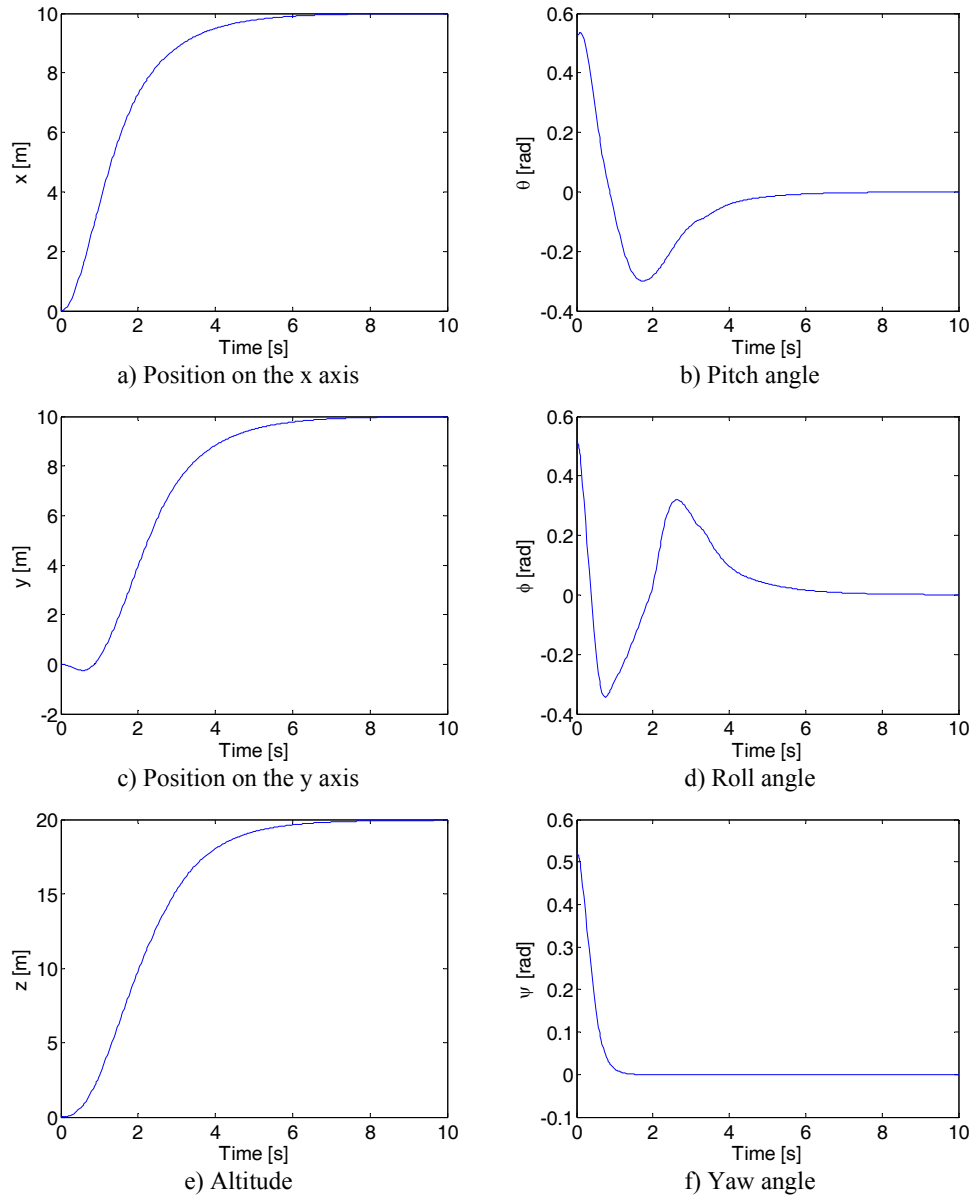 10
8
6
4
2
0
x [m]
0 2 4 6 8 10
Time [s]
a) Position on the x axis
0.6
0.4
0.2
0
-0.2
-0.4
θ [rad]
0 2 4 6 8 10
Time [s]
b) Pitch angle
10
8
6
4
2
0
-2
y [m]
0 2 4 6 8 10
Time [s]
c) Position on the y axis
0.6
0.4
0.2
0
-0.2
-0.4
ϕ [rad]
0 2 4 6 8 10
Time [s]
d) Roll angle
20
15
10
5
0
z [m]
0 2 4 6 8 10
Time [s]
e) Altitude
0.6
0.5
0.4
0.3
0.2
0.1
0
-0.1
ψ [rad]
0 2 4 6 8 10
Time [s]
f) Yaw angle